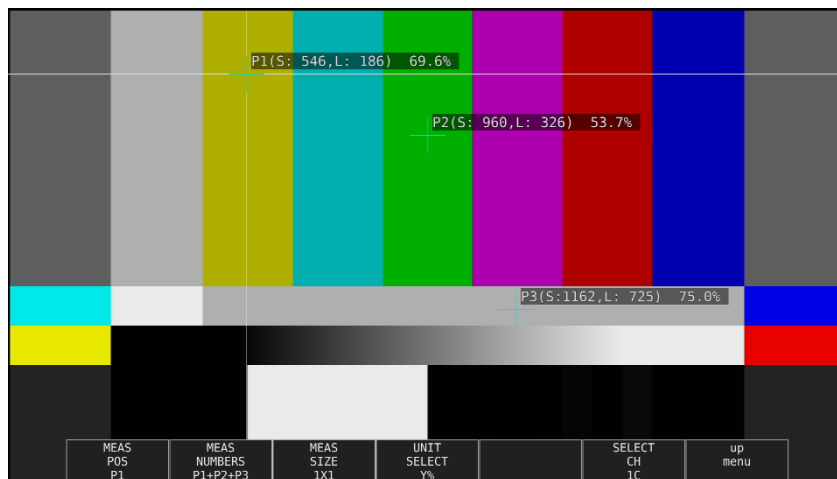 P1(S: 546,L: 186) 69.6%
P2(S: 960,L: 326) 53.7%
P3(S:1162,L: 725) 75.0%
MEAS
POS
P1
MEAS
NUMBERS
P1+P2+P3
MEAS
SIZE
1X1
UNIT
SELECT
Y%
SELECT
CH
1C
up
menu